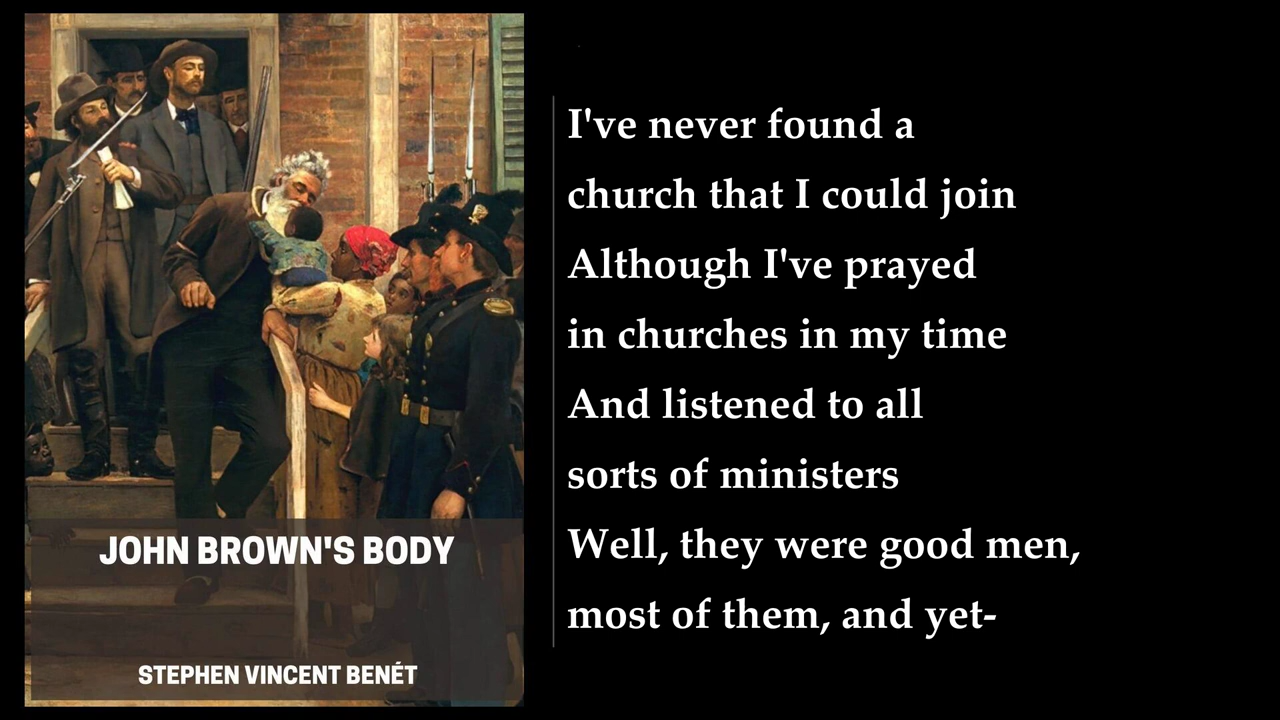 JOHN BROWN'S BODY
STEPHEN VINCENT BENÉT
I've never found a
church that I could join
Although I've prayed
in churches in my time
And listened to all
sorts of ministers
Well, they were good men,
most of them, and yet-